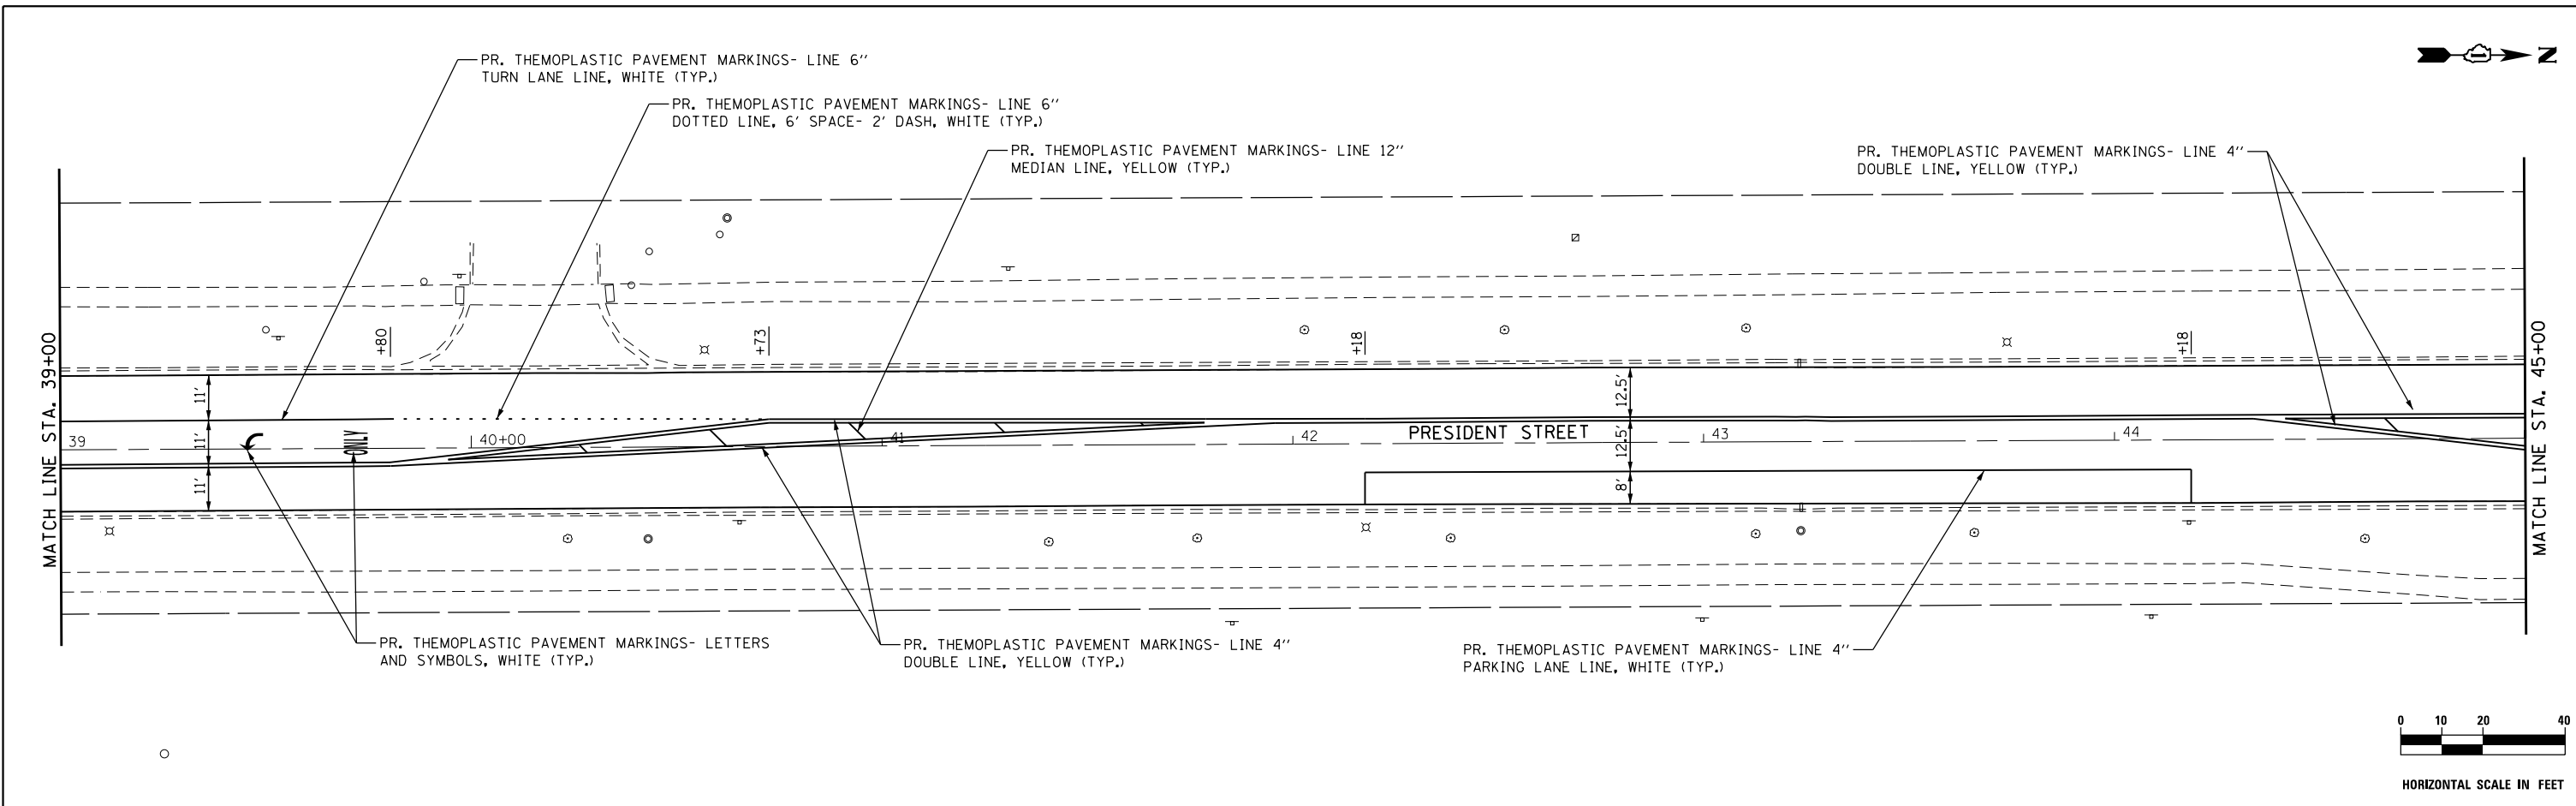 PR. THEMOPLASTIC PAVEMENT MARKINGS- LINE 6''
TURN LANE LINE, WHITE (TYP.)
PR. THEMOPLASTIC PAVEMENT MARKINGS- LINE 6''
DOTTED LINE, 6' SPACE- 2' DASH, WHITE (TYP.)
PR. THEMOPLASTIC PAVEMENT MARKINGS- LINE 12''
MEDIAN LINE, YELLOW (TYP.)
PR. THEMOPLASTIC PAVEMENT MARKINGS- LINE 4''
DOUBLE LINE, YELLOW (TYP.)
N
MATCH LINE STA. 39+00
+80
+73
+18
+18
MATCH LINE STA. 45+00
11'
11'
11'
12.5'
12.5'
8'
39
ONLY
40+00
41
42
PRESIDENT STREET
43
44
PR. THEMOPLASTIC PAVEMENT MARKINGS- LETTERS
AND SYMBOLS, WHITE (TYP.)
PR. THEMOPLASTIC PAVEMENT MARKINGS- LINE 4''
DOUBLE LINE, YELLOW (TYP.)
PR. THEMOPLASTIC PAVEMENT MARKINGS- LINE 4''
PARKING LANE LINE, WHITE (TYP.)
0 10 20 40
HORIZONTAL SCALE IN FEET